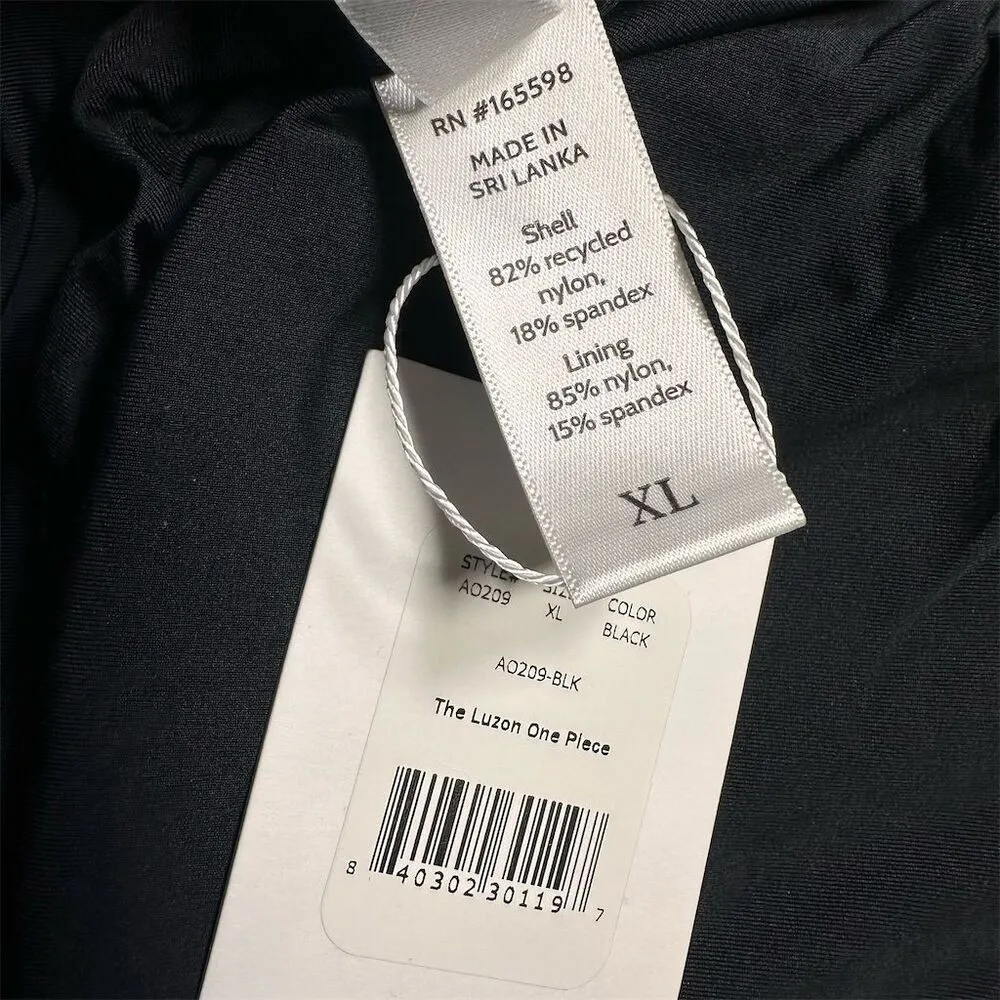 RN #165598
MADE IN
SRI LANKA
Shell
82% recycled
nylon,
18% spandex
Lining
85% nylon,
15% spandex
XL
STYLE#
AO209
XL
COLOR
BLACK
AO209-BLK
The Luzon One Piece
8 40302 30119 7